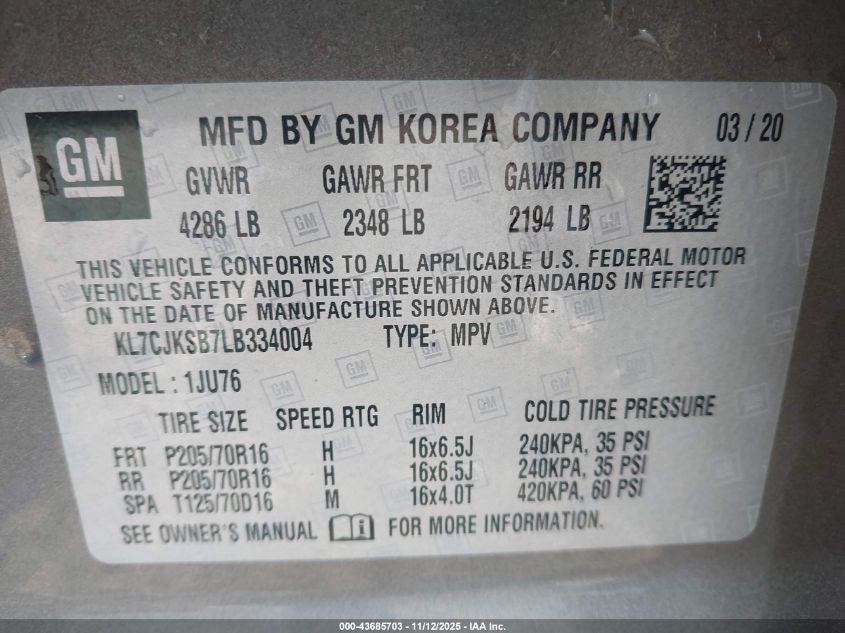 GM
MFD BY GM KOREA COMPANY 03/20
GVWR GAWR FRT GAWR RR
4286 LB 2348 LB 2194 LB
THIS VEHICLE CONFORMS TO ALL APPLICABLE U.S. FEDERAL MOTOR
VEHICLE SAFETY AND THEFT PREVENTION STANDARDS IN EFFECT
ON THE DATE OF MANUFACTURE SHOWN ABOVE.
KL7CJKSB7LB334004 TYPE: MPV
MODEL : 1JU76
TIRE SIZE SPEED RTG RIM COLD TIRE PRESSURE
FRT P205/70R16 H 16x6.5J 240KPA, 35 PSI
RR P205/70R16 H 16x6.5J 240KPA, 35 PSI
SPA T125/70D16 M 16x4.0T 420KPA, 60 PSI
SEE OWNER'S MANUAL FOR MORE INFORMATION.
000-43685703 - 11/12/2025 - IAA Inc.